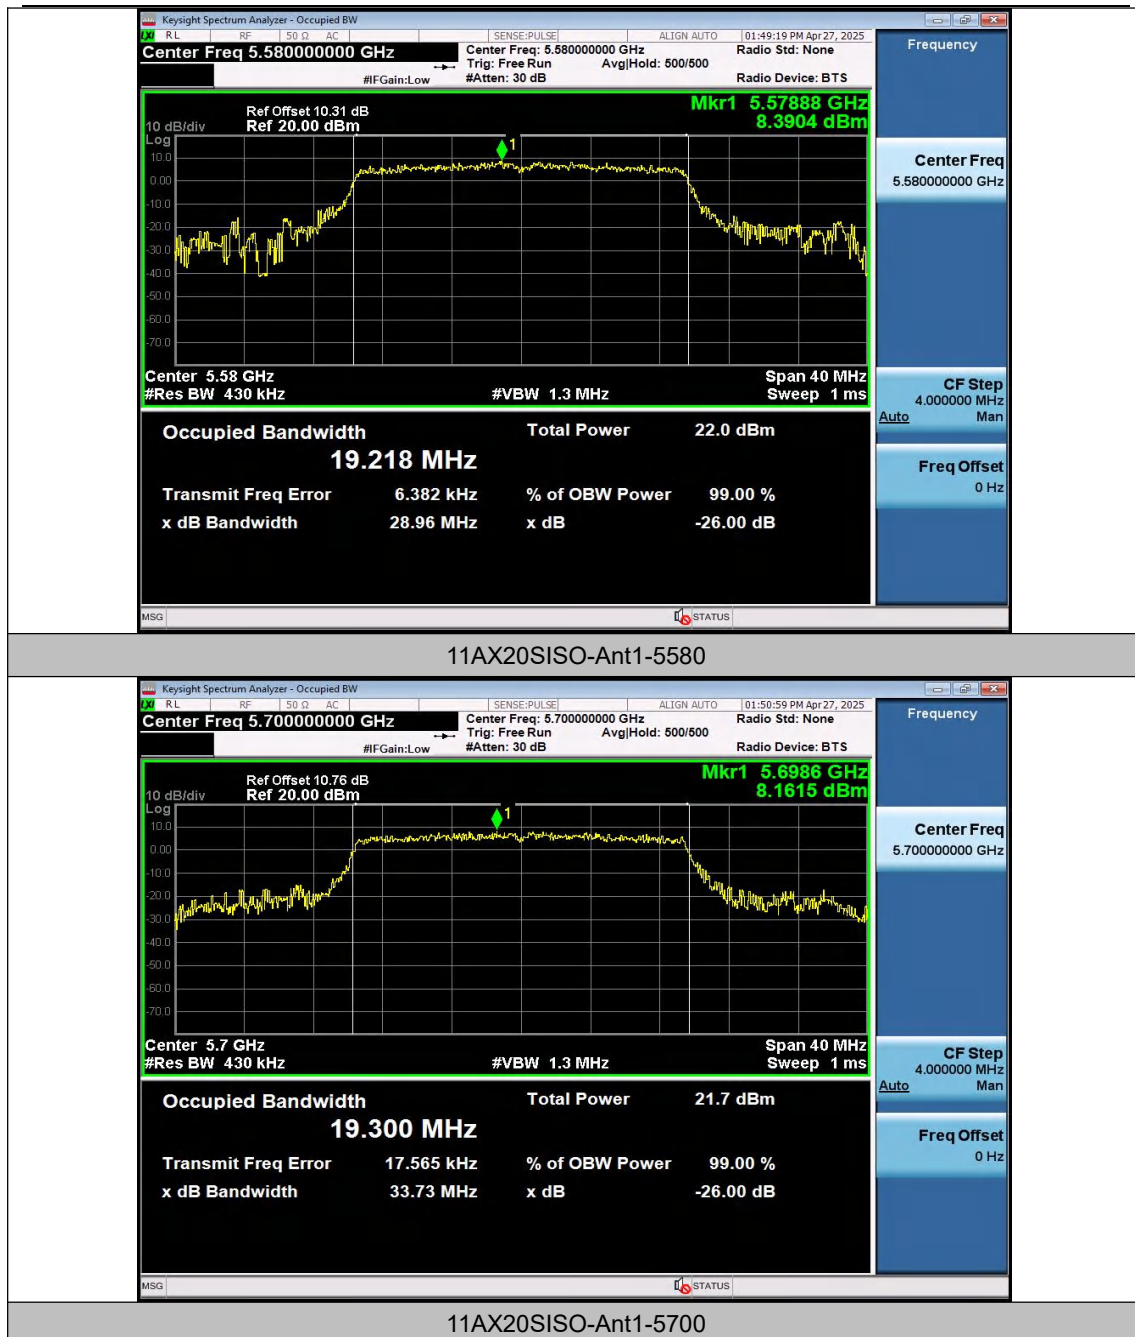 Keysight Spectrum Analyzer - Occupied BW
LXI RL RF 50 Ω AC SENSE:PULSE ALIGN AUTO 01:49:19 PM Apr 27, 2025
Center Freq 5.580000000 GHz
Center Freq: 5.580000000 GHz Radio Std: None
Trig: Free Run Avg|Hold: 500/500
#IFGain:Low #Atten: 30 dB Radio Device: BTS
Frequency
Mkr1 5.57888 GHz
8.3904 dBm
Ref Offset 10.31 dB
10 dB/div Ref 20.00 dBm
Log
1
10.0
0.00
-10.0
-20.0
-30.0
-40.0
-50.0
-60.0
-70.0
Center Freq
5.580000000 GHz
Center 5.58 GHz Span 40 MHz
#Res BW 430 kHz #VBW 1.3 MHz Sweep 1 ms
CF Step
4.000000 MHz
Auto Man
Occupied Bandwidth Total Power 22.0 dBm
19.218 MHz
Transmit Freq Error 6.382 kHz % of OBW Power 99.00 %
x dB Bandwidth 28.96 MHz x dB -26.00 dB
Freq Offset
0 Hz
MSG STATUS
11AX20SISO-Ant1-5580
Keysight Spectrum Analyzer - Occupied BW
LXI RL RF 50 Ω AC SENSE:PULSE ALIGN AUTO 01:50:59 PM Apr 27, 2025
Center Freq 5.700000000 GHz
Center Freq: 5.700000000 GHz Radio Std: None
Trig: Free Run Avg|Hold: 500/500
#IFGain:Low #Atten: 30 dB Radio Device: BTS
Frequency
Mkr1 5.6986 GHz
8.1615 dBm
Ref Offset 10.76 dB
10 dB/div Ref 20.00 dBm
Log
1
10.0
0.00
-10.0
-20.0
-30.0
-40.0
-50.0
-60.0
-70.0
Center Freq
5.700000000 GHz
Center 5.7 GHz Span 40 MHz
#Res BW 430 kHz #VBW 1.3 MHz Sweep 1 ms
CF Step
4.000000 MHz
Auto Man
Occupied Bandwidth Total Power 21.7 dBm
19.300 MHz
Transmit Freq Error 17.565 kHz % of OBW Power 99.00 %
x dB Bandwidth 33.73 MHz x dB -26.00 dB
Freq Offset
0 Hz
MSG STATUS
11AX20SISO-Ant1-5700